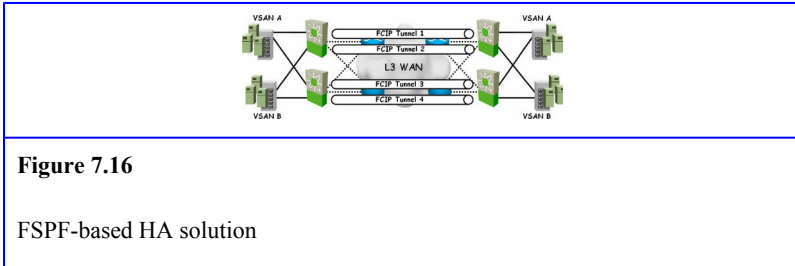 VSAN A
VSAN A
FCIP Tunnel 1
FCIP Tunnel 2
L3 WAN
FCIP Tunnel 3
FCIP Tunnel 4
VSAN B
VSAN B
Figure 7.16
FSPF-based HA solution